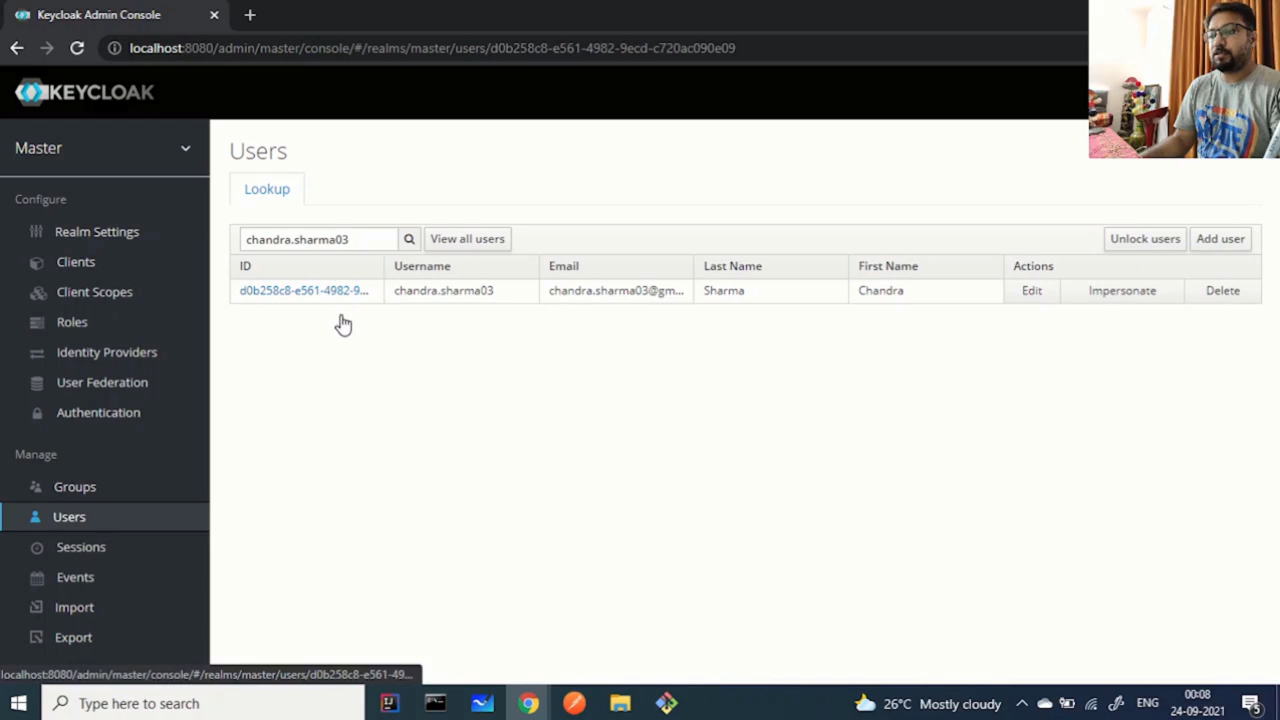 Keycloak Admin Console
localhost:8080/admin/master/console/#/realms/master/users/d0b258c8-e561-4982-9ecd-c720ac090e09
KEYCLOAK
Master
Configure
Realm Settings
Clients
Client Scopes
Roles
Identity Providers
User Federation
Authentication
Manage
Groups
Users
Sessions
Events
Import
Export
Users
Lookup
chandra.sharma03 View all users Unlock users Add user
ID Username Email Last Name First Name Actions
d0b258c8-e561-4982-9... chandra.sharma03 chandra.sharma03@gm... Sharma Chandra Edit Impersonate Delete
localhost:8080/admin/master/console/#/realms/master/users/d0b258c8-e561-49...
Type here to search
26°C Mostly cloudy
ENG
00:08
24-09-2021
5